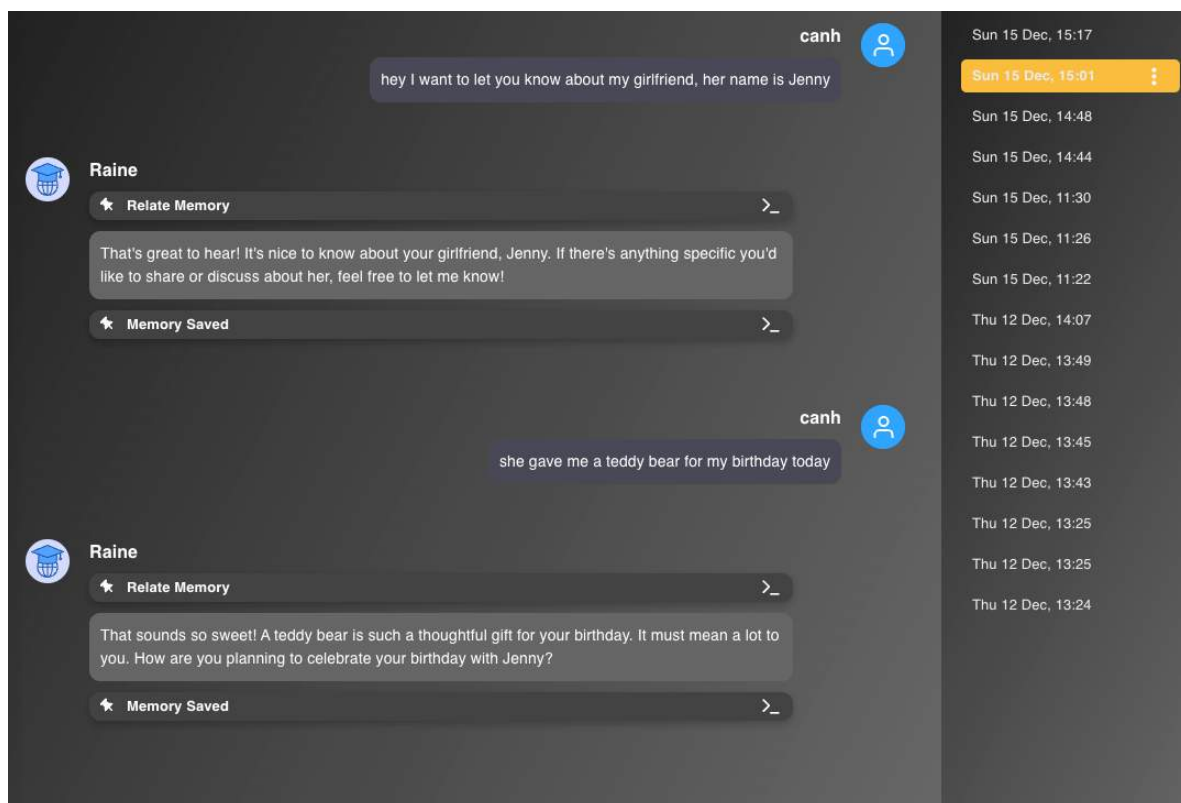 canh
hey I want to let you know about my girlfriend, her name is Jenny
Raine
Relate Memory
That's great to hear! It's nice to know about your girlfriend, Jenny. If there's anything specific you'd
like to share or discuss about her, feel free to let me know!
Memory Saved
canh
she gave me a teddy bear for my birthday today
Raine
Relate Memory
That sounds so sweet! A teddy bear is such a thoughtful gift for your birthday. It must mean a lot to
you. How are you planning to celebrate your birthday with Jenny?
Memory Saved
Sun 15 Dec, 15:17
Sun 15 Dec, 15:01
Sun 15 Dec, 14:48
Sun 15 Dec, 14:44
Sun 15 Dec, 11:30
Sun 15 Dec, 11:26
Sun 15 Dec, 11:22
Thu 12 Dec, 14:07
Thu 12 Dec, 13:49
Thu 12 Dec, 13:48
Thu 12 Dec, 13:45
Thu 12 Dec, 13:43
Thu 12 Dec, 13:25
Thu 12 Dec, 13:25
Thu 12 Dec, 13:24